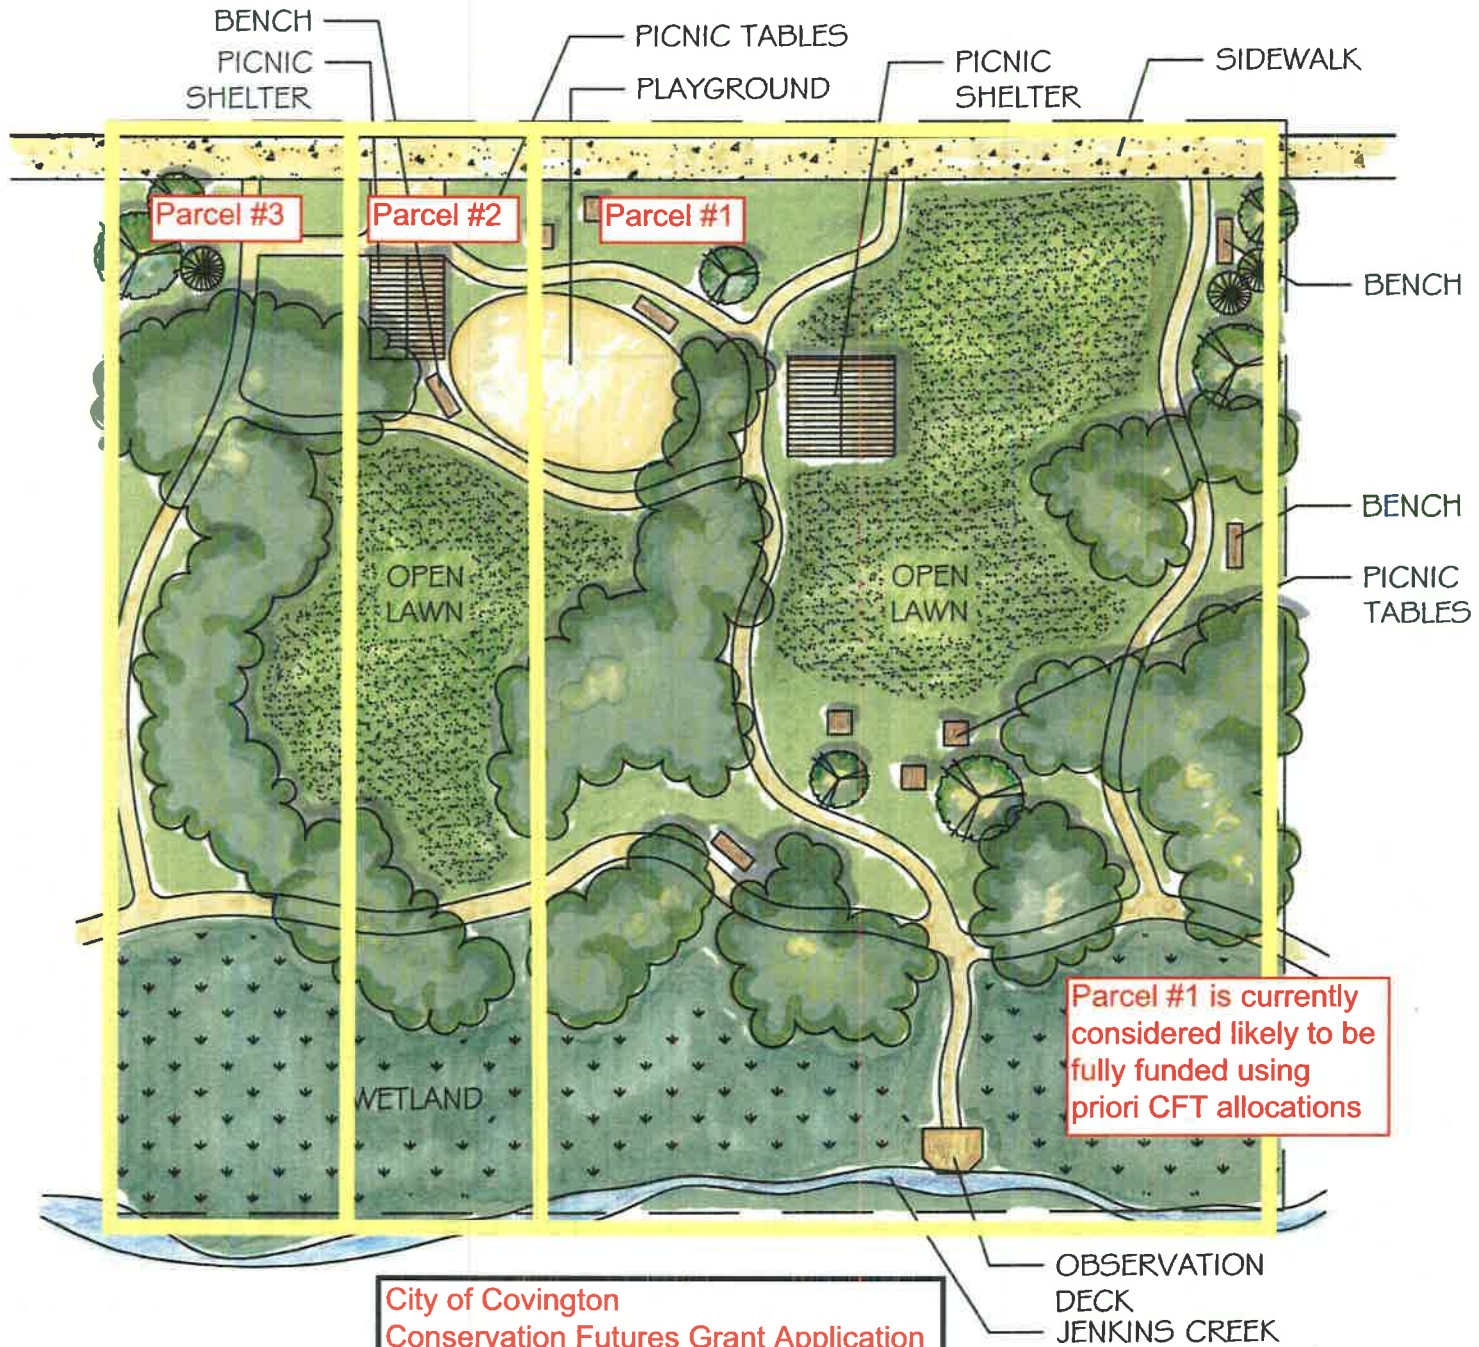 BENCH
PICNIC
SHELTER
PICNIC TABLES
PLAYGROUND
PICNIC
SHELTER
SIDEWALK
Parcel #3
Parcel #2
Parcel #1
BENCH
BENCH
PICNIC
TABLES
OPEN
LAWN
OPEN
LAWN
WETLAND
Parcel #1 is currently
considered likely to be
fully funded using
priori CFT allocations
OBSERVATION
DECK
JENKINS CREEK
City of Covington
Conservation Futures Grant Application